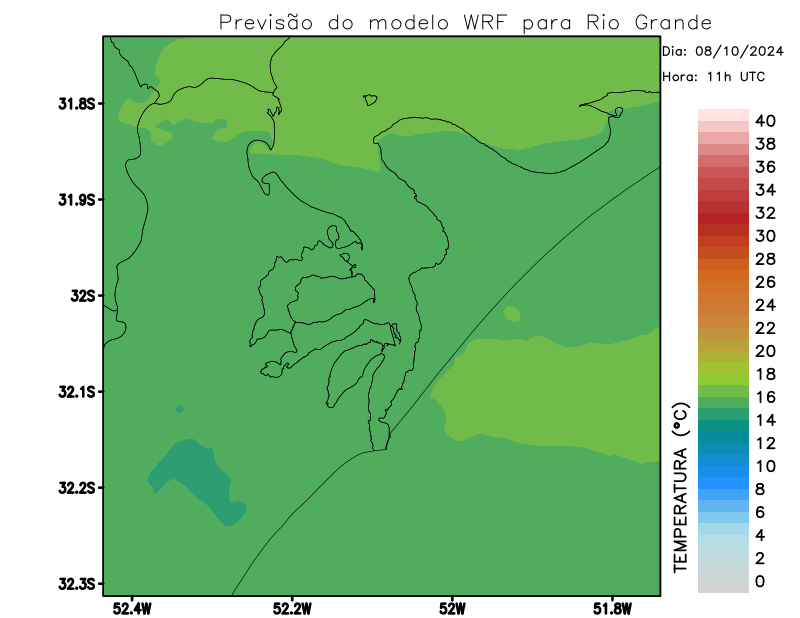 Previsão do modelo WRF para Rio Grande
Dia: 08/10/2024
Hora: 11h UTC
31.8S
31.9S
32S
32.1S
32.2S
32.3S
52.4W
52.2W
52W
51.8W
TEMPERATURA (°C)
40
38
36
34
32
30
28
26
24
22
20
18
16
14
12
10
8
6
4
2
0